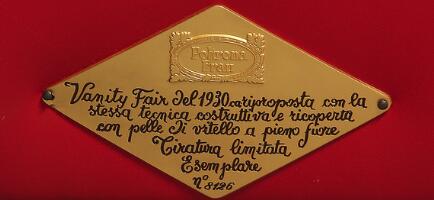 Poltrona
Frau
Vanity Fair del 1930 ca riproposta con la
stessa tecnica costruttiva e ricoperta
con pelle di vitello a pieno fiore
Tiratura limitata
Esemplare
n° 8126